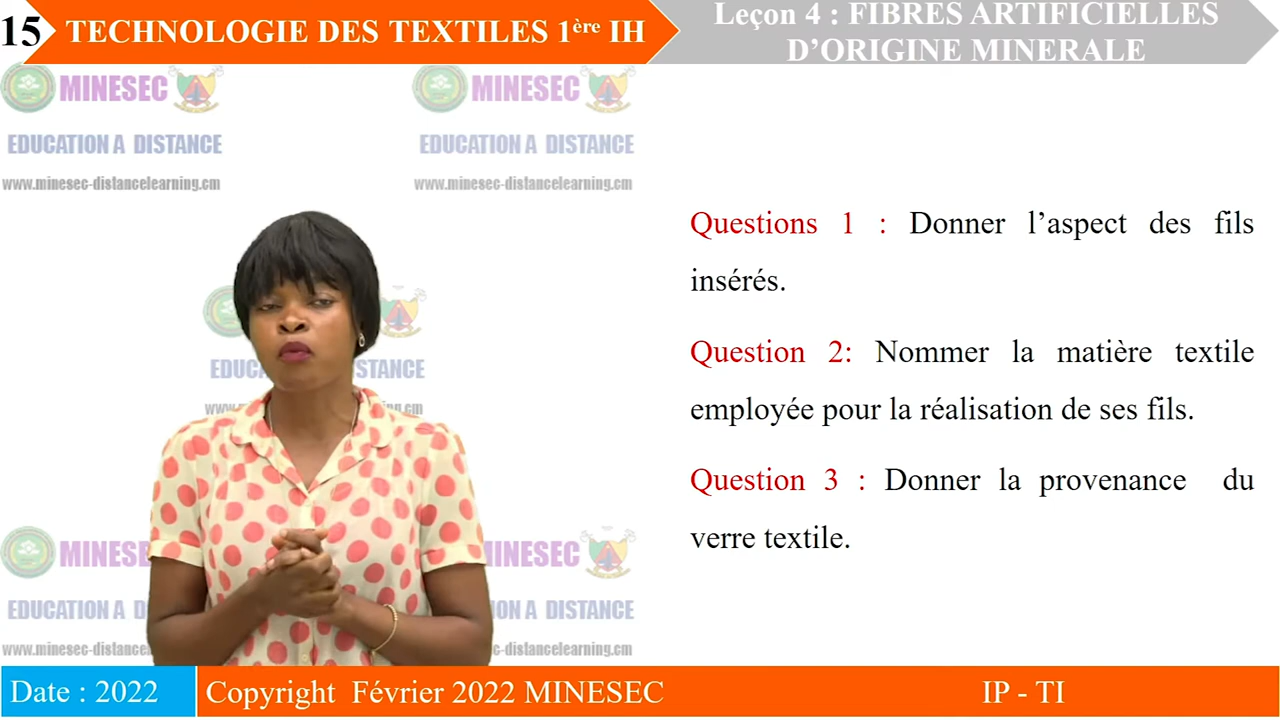 15
TECHNOLOGIE DES TEXTILES 1ère IH
Leçon 4 : FIBRES ARTIFICIELLES
D’ORIGINE MINERALE
MINESEC
MINESEC
EDUCATION A DISTANCE
EDUCATION A DISTANCE
www.minesec-distancelearning.cm
www.minesec-distancelearning.cm
Questions 1 : Donner l’aspect des fils
insérés.
Question 2: Nommer la matière textile
employée pour la réalisation de ses fils.
Question 3 : Donner la provenance du
verre textile.
MINESEC
EDUCATION A DISTANCE
Date : 2022
Copyright Février 2022 MINESEC
IP - TI